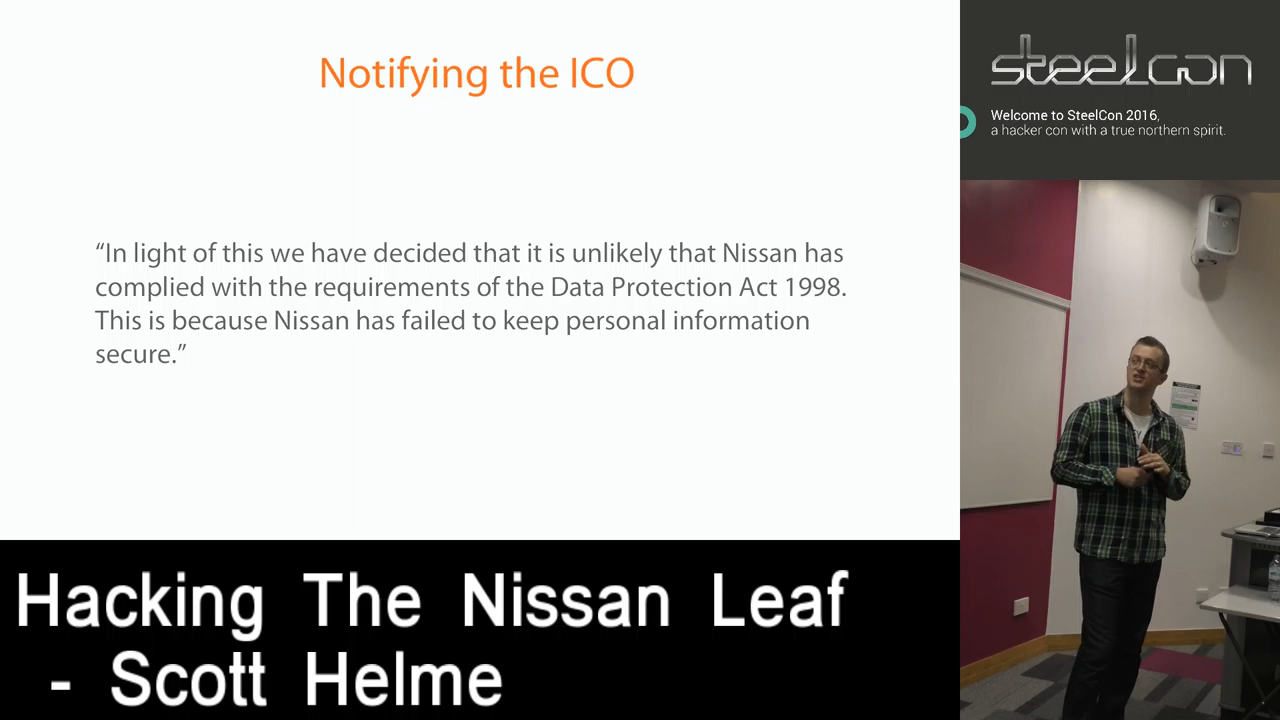 Notifying the ICO
“In light of this we have decided that it is unlikely that Nissan has
complied with the requirements of the Data Protection Act 1998.
This is because Nissan has failed to keep personal information
secure.”
steelcon
Welcome to SteelCon 2016,
a hacker con with a true northern spirit.
Hacking The Nissan Leaf
- Scott Helme